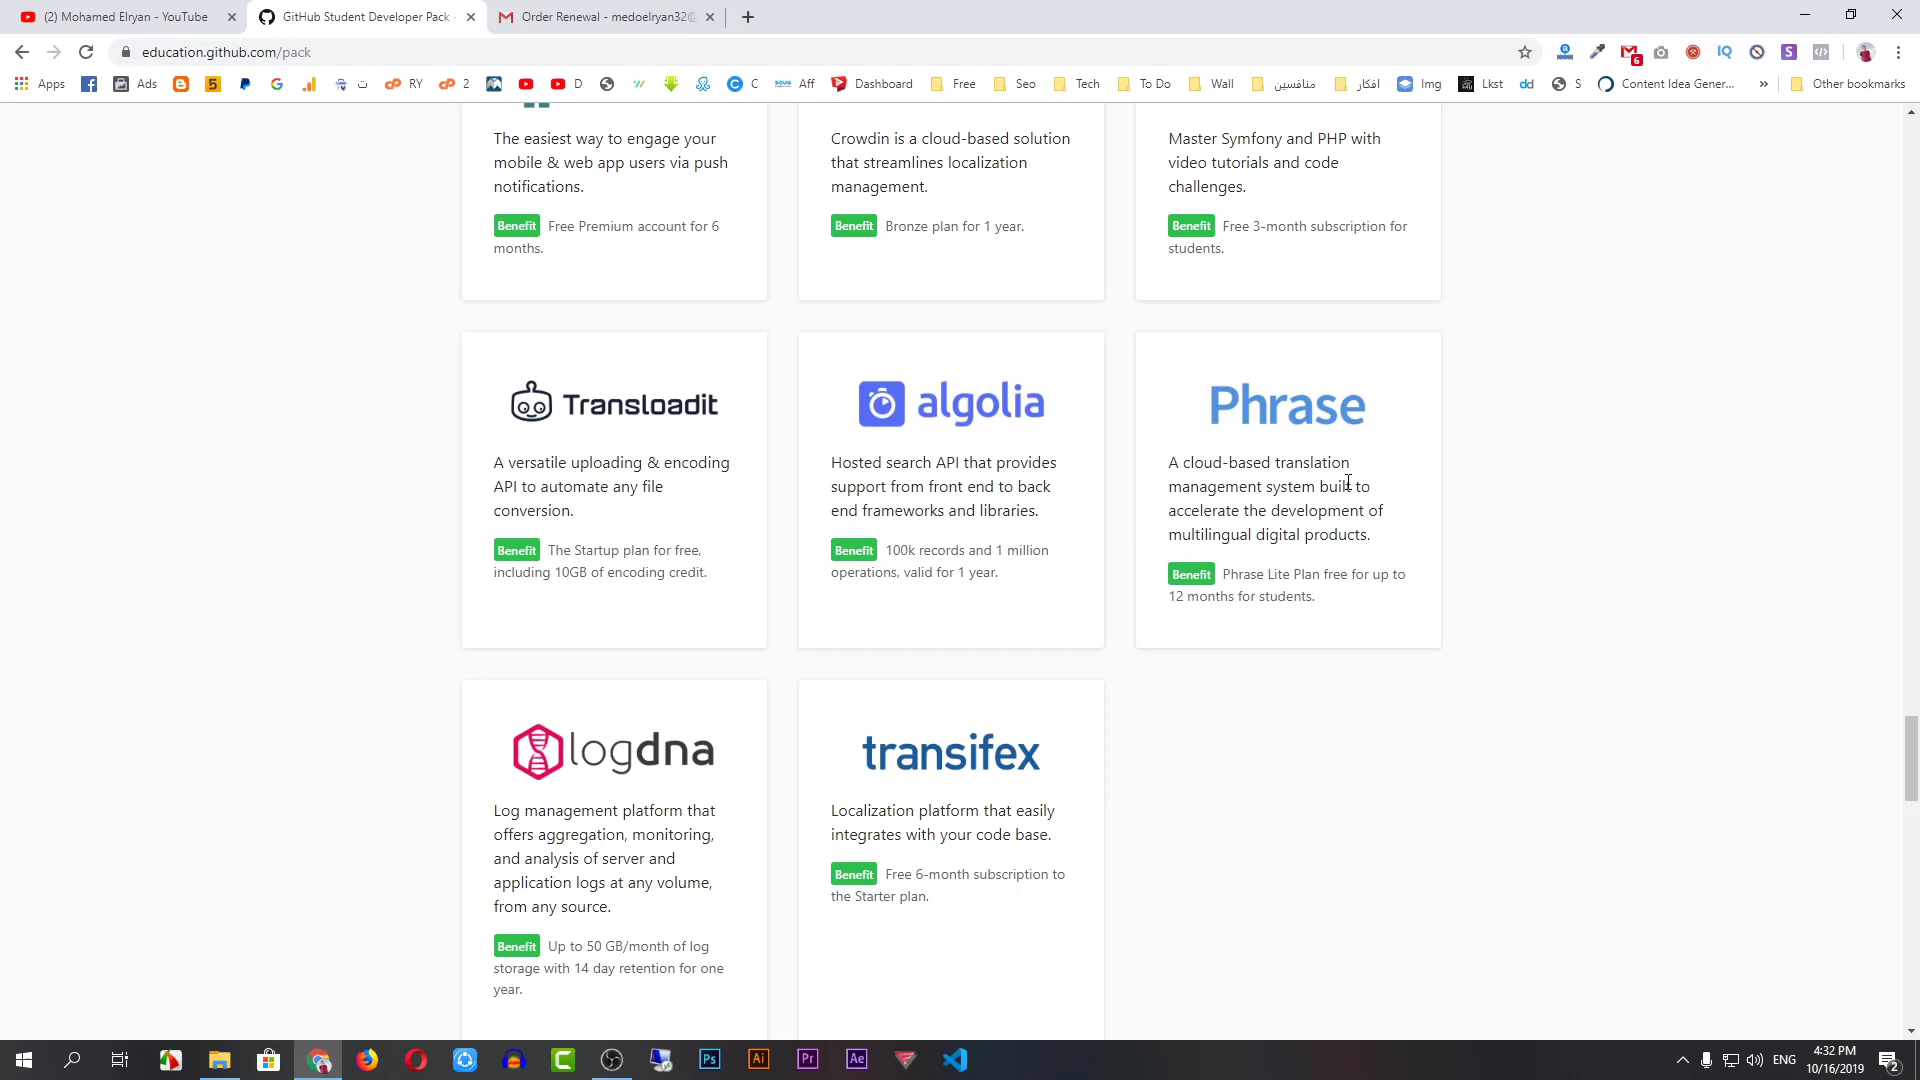 (2) Mohamed Elryan - YouTube
GitHub Student Developer Pack -
Order Renewal - medoelryan32@
education.github.com/pack
6
Apps
Ads
RY
2
D
C
Aff
Dashboard
Free
Seo
Tech
To Do
Wall
منافسين
افكار
Img
Lkst
dd
S
Content Idea Gener...
»
Other bookmarks
The easiest way to engage your
mobile & web app users via push
notifications.
Benefit Free Premium account for 6
months.
Crowdin is a cloud-based solution
that streamlines localization
management.
Benefit Bronze plan for 1 year.
Master Symfony and PHP with
video tutorials and code
challenges.
Benefit Free 3-month subscription for
students.
Transloadit
A versatile uploading & encoding
API to automate any file
conversion.
Benefit The Startup plan for free,
including 10GB of encoding credit.
algolia
Hosted search API that provides
support from front end to back
end frameworks and libraries.
Benefit 100k records and 1 million
operations, valid for 1 year.
Phrase
A cloud-based translation
management system built to
accelerate the development of
multilingual digital products.
Benefit Phrase Lite Plan free for up to
12 months for students.
logdna
Log management platform that
offers aggregation, monitoring,
and analysis of server and
application logs at any volume,
from any source.
Benefit Up to 50 GB/month of log
storage with 14 day retention for one
year.
transifex
Localization platform that easily
integrates with your code base.
Benefit Free 6-month subscription to
the Starter plan.
Ps
Ai
Pr
Ae
ENG
4:32 PM
10/16/2019
2